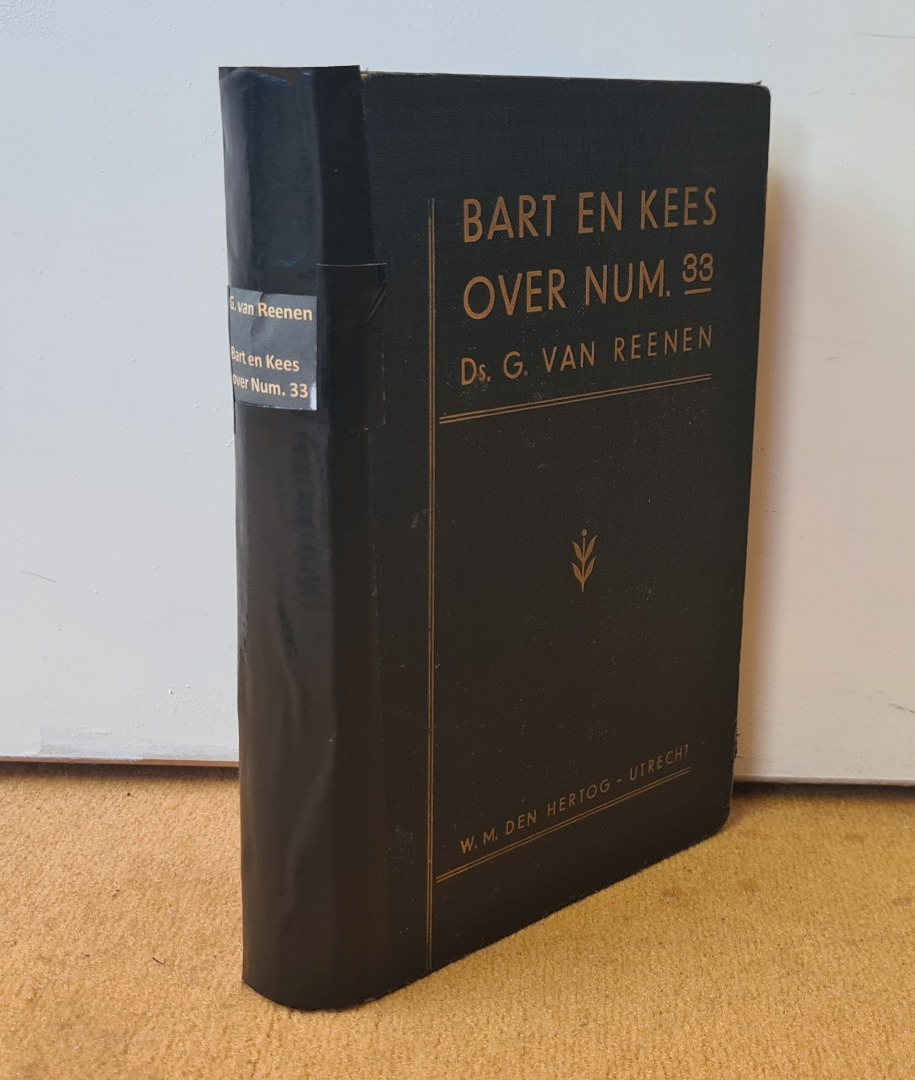 G. van Reenen
Bart en Kees
over Num. 33
BART EN KEES
OVER NUM. 33
Ds. G. VAN REENEN
W. M. DEN HERTOG - UTRECHT